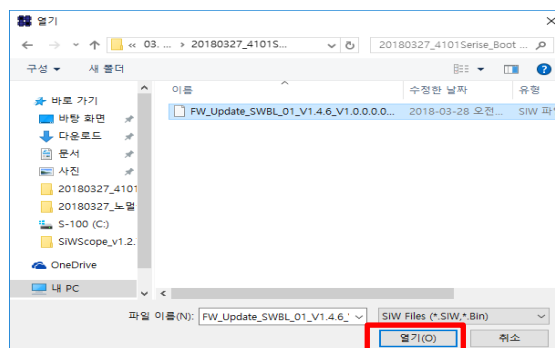 열기
« 03. ... > 20180327_4101S...
20180327_4101Serise_Boot ...
구성 새 폴더
이름 수정한 날짜 유형
바로 가기
FW_Update_SWBL_01_V1.4.6_V1.0.0.0.0... 2018-03-28 오전... SIW 파일
바탕 화면
다운로드
문서
사진
20180327_4101
20180327_노멀
S-100 (C:)
SiWScope_v1.2.
OneDrive
내 PC
파일 이름(N): FW_Update_SWBL_01_V1.4.6_' SIW Files (*.SIW,*.Bin)
열기(O) 취소